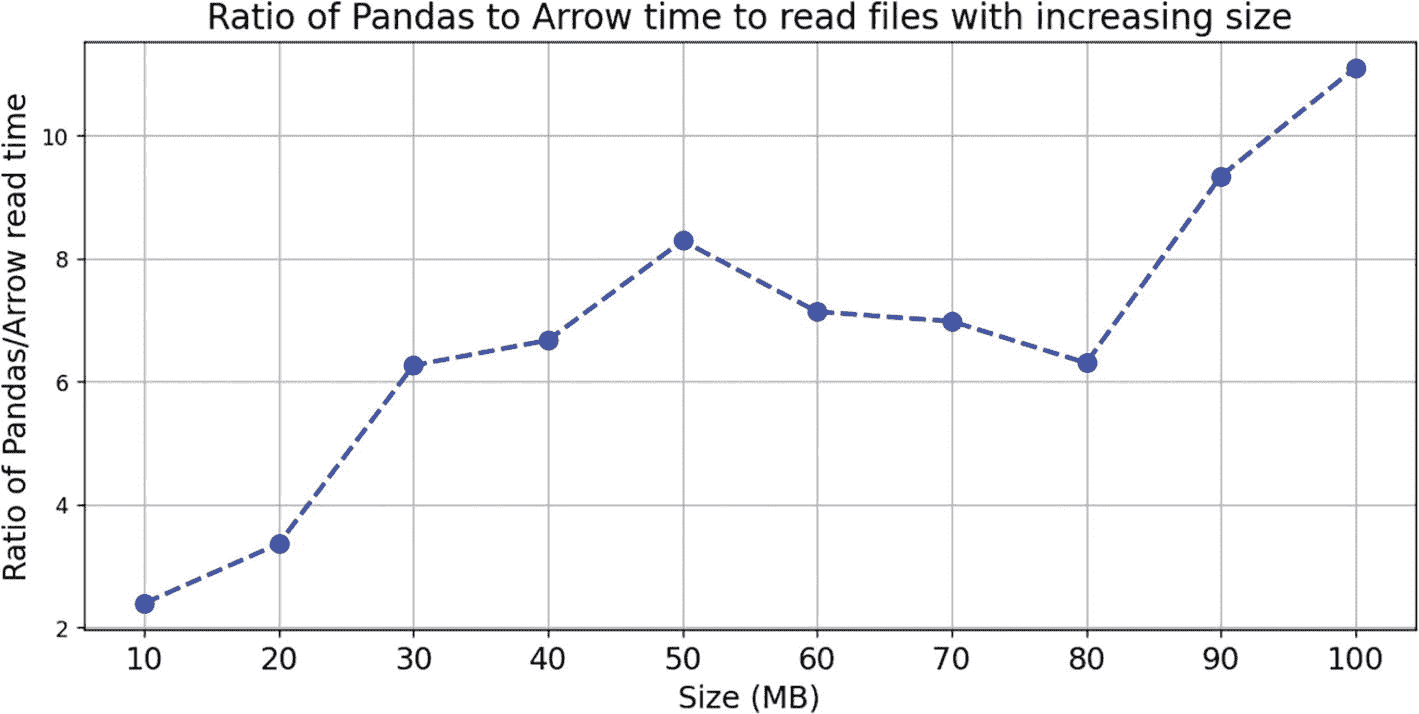 Ratio of Pandas to Arrow time to read files with increasing size
Ratio of Pandas/Arrow read time
10
8
6
4
2
10 20 30 40 50 60 70 80 90 100
Size (MB)